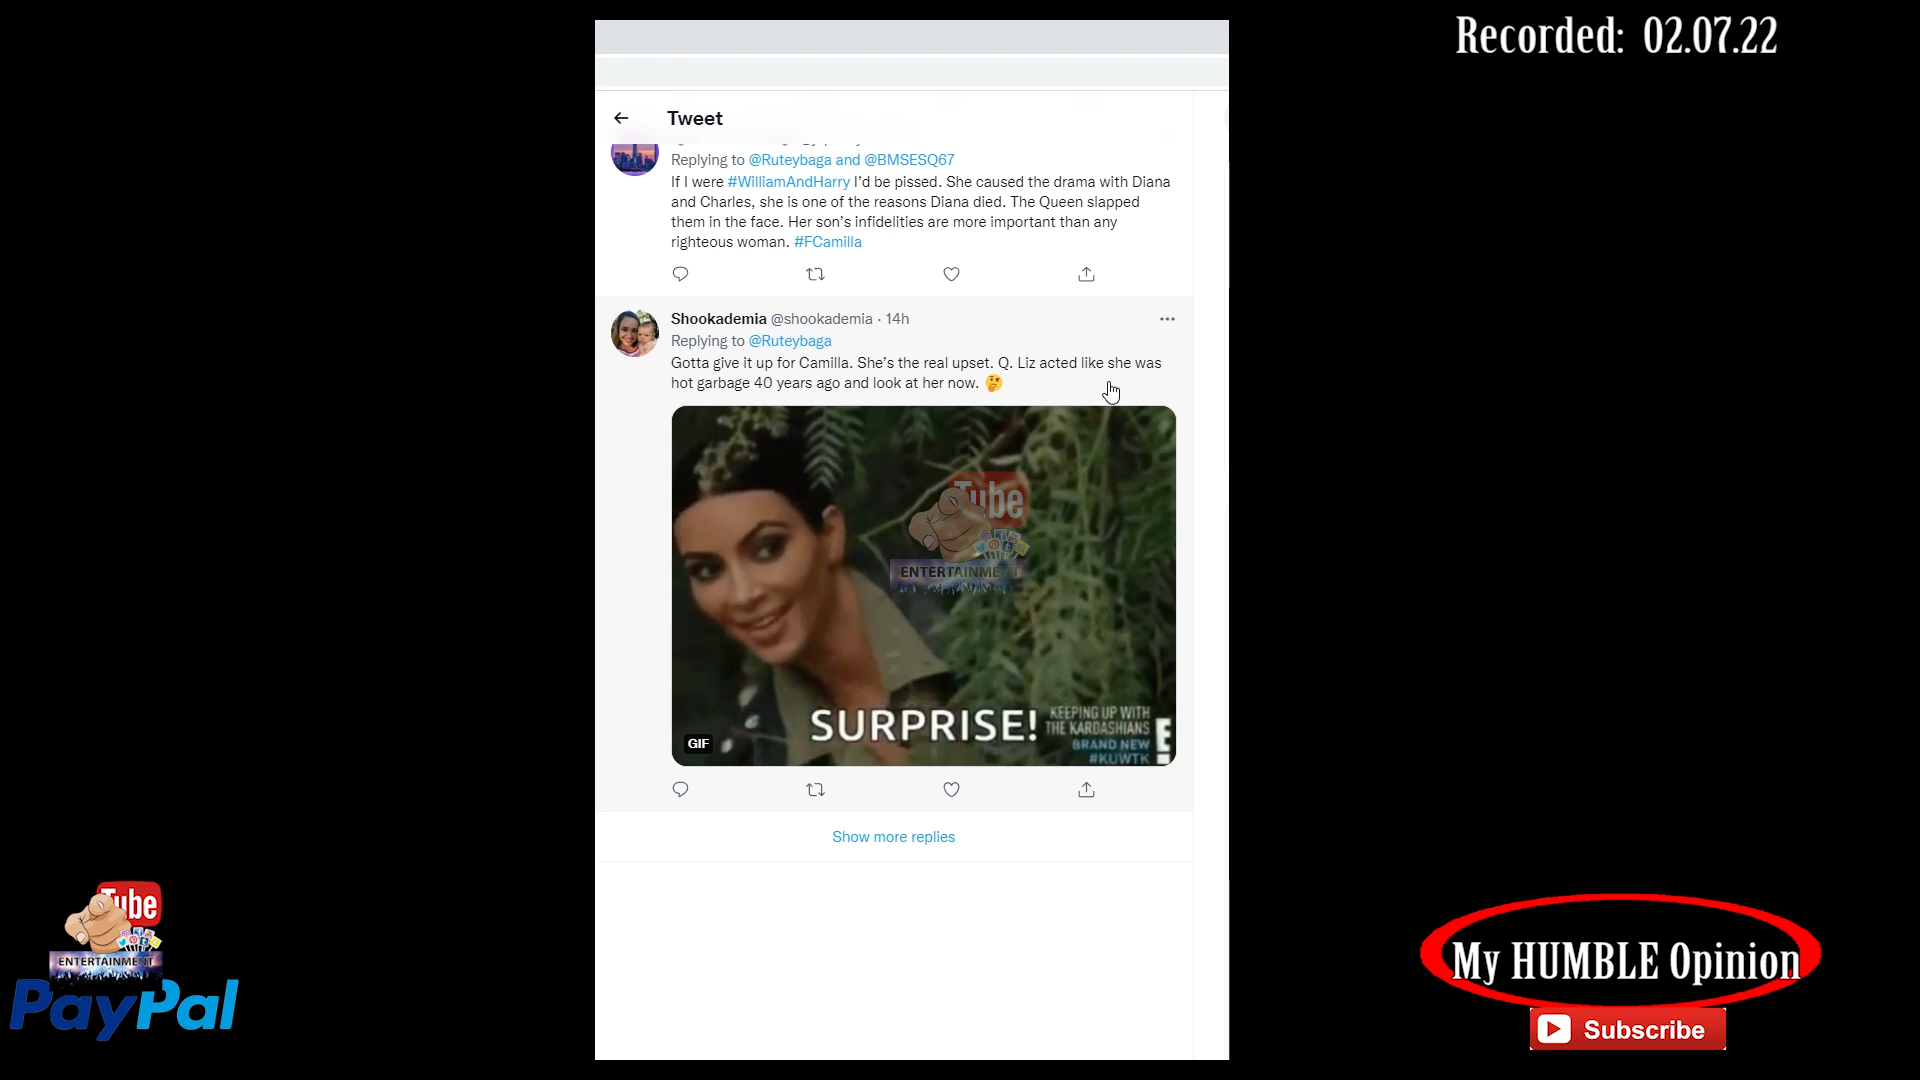 Recorded: 02.07.22
Tweet
Replying to @Ruteybaga and @BMSESQ67
If I were #WilliamAndHarry I'd be pissed. She caused the drama with Diana
and Charles, she is one of the reasons Diana died. The Queen slapped
them in the face. Her son's infidelities are more important than any
righteous woman. #FCamilla
Shookademia @shookademia · 14h
Replying to @Ruteybaga
Gotta give it up for Camilla. She's the real upset. Q. Liz acted like she was
hot garbage 40 years ago and look at her now. 🤔
Tube
ENTERTAINMENT
SURPRISE!
KEEPING UP WITH
THE KARDASHIANS
BRAND NEW
#KUWTK
E!
GIF
Show more replies
Tube
ENTERTAINMENT
PayPal
My HUMBLE Opinion
Subscribe